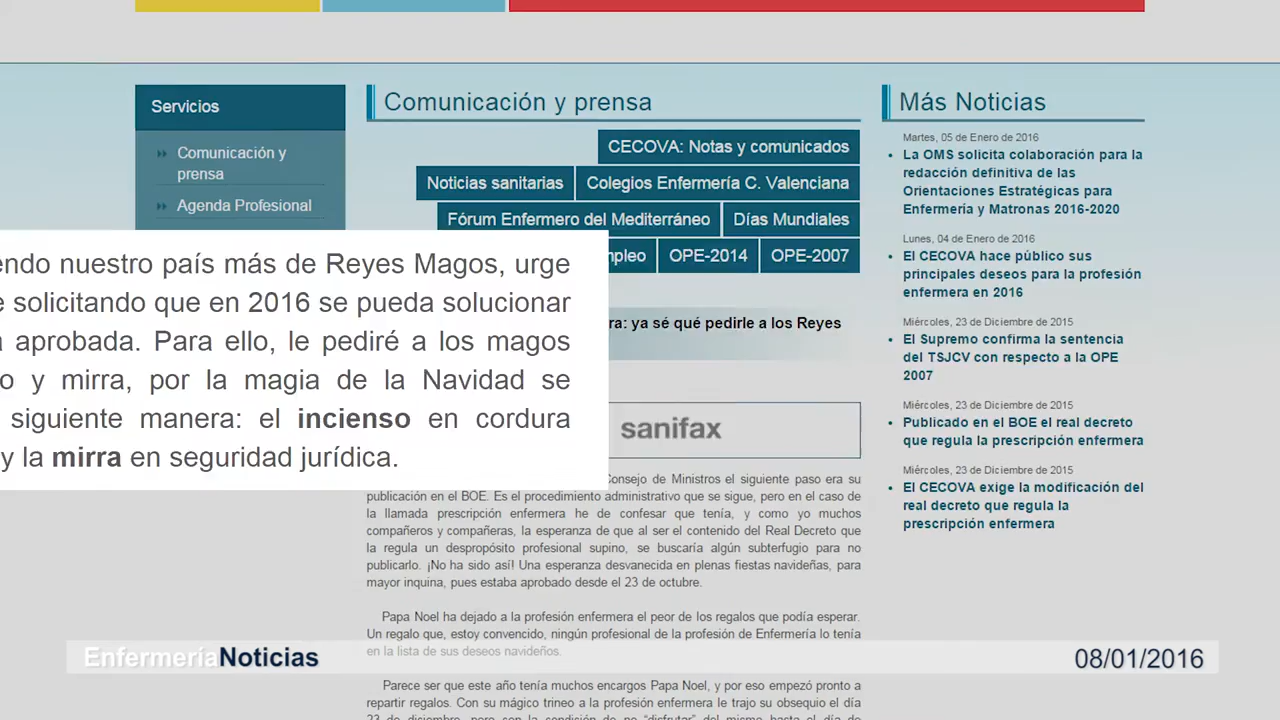 Servicios
Comunicación y
prensa
Agenda Profesional
Comunicación y prensa
CECOVA: Notas y comunicados
Noticias sanitarias
Colegios Enfermería C. Valenciana
Fórum Enfermero del Mediterráneo
Días Mundiales
OPE-2014
OPE-2007
ya sé qué pedirle a los Reyes
nuestro país más de Reyes Magos, urge
solicitando que en 2016 se pueda solucionar
aprobada. Para ello, le pediré a los magos
y mirra, por la magia de la Navidad se
siguiente manera: el incienso en cordura
y la mirra en seguridad jurídica.
sanifax
Consejo de Ministros el siguiente paso era su
publicación en el BOE. Es el procedimiento administrativo que se sigue, pero en el caso de
la llamada prescripción enfermera he de confesar que tenía, y como yo muchos
compañeros y compañeras, la esperanza de que al ser el contenido del Real Decreto que
la regula un despropósito profesional supino, se buscaría algún subterfugio para no
publicarlo. ¡No ha sido así! Una esperanza desvanecida en plenas fiestas navideñas, para
mayor inquina, pues estaba aprobado desde el 23 de octubre.
Papa Noel ha dejado a la profesión enfermera el peor de los regalos que podía esperar.
Un regalo que, estoy convencido, ningún profesional de la profesión de Enfermería lo tenía
en la lista de sus deseos navideños.
Parece ser que este año tenía muchos encargos Papa Noel, y por eso empezó pronto a
repartir regalos. Con su mágico trineo a la profesión enfermera le trajo su obsequio el día
23 de diciembre, pero con la condición de no "disfrutar" del mismo hasta el día de
Más Noticias
Martes, 05 de Enero de 2016
La OMS solicita colaboración para la
redacción definitiva de las
Orientaciones Estratégicas para
Enfermería y Matronas 2016-2020
Lunes, 04 de Enero de 2016
El CECOVA hace público sus
principales deseos para la profesión
enfermera en 2016
Miércoles, 23 de Diciembre de 2015
El Supremo confirma la sentencia
del TSJCV con respecto a la OPE
2007
Miércoles, 23 de Diciembre de 2015
Publicado en el BOE el real decreto
que regula la prescripción enfermera
Miércoles, 23 de Diciembre de 2015
El CECOVA exige la modificación del
real decreto que regula la
prescripción enfermera
EnfermeríaNoticias
08/01/2016